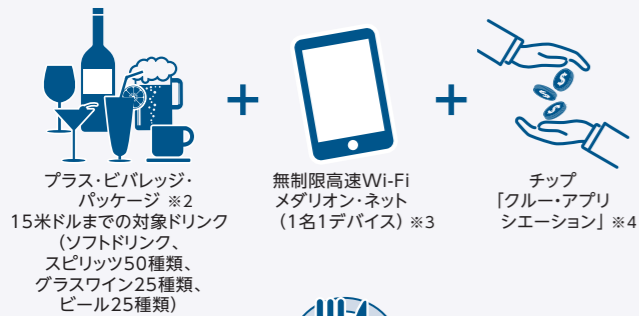 プラス・ビバレッジ・
パッケージ ※2
15米ドルまでの対象ドリンク
(ソフトドリンク、
スピリッツ50種類、
グラスワイン25種類、
ビール25種類)
+
無制限高速Wi-Fi
メダリオン・ネット
(1名1デバイス) ※3
+
チップ
「クルー・アプリ
シエーション」 ※4